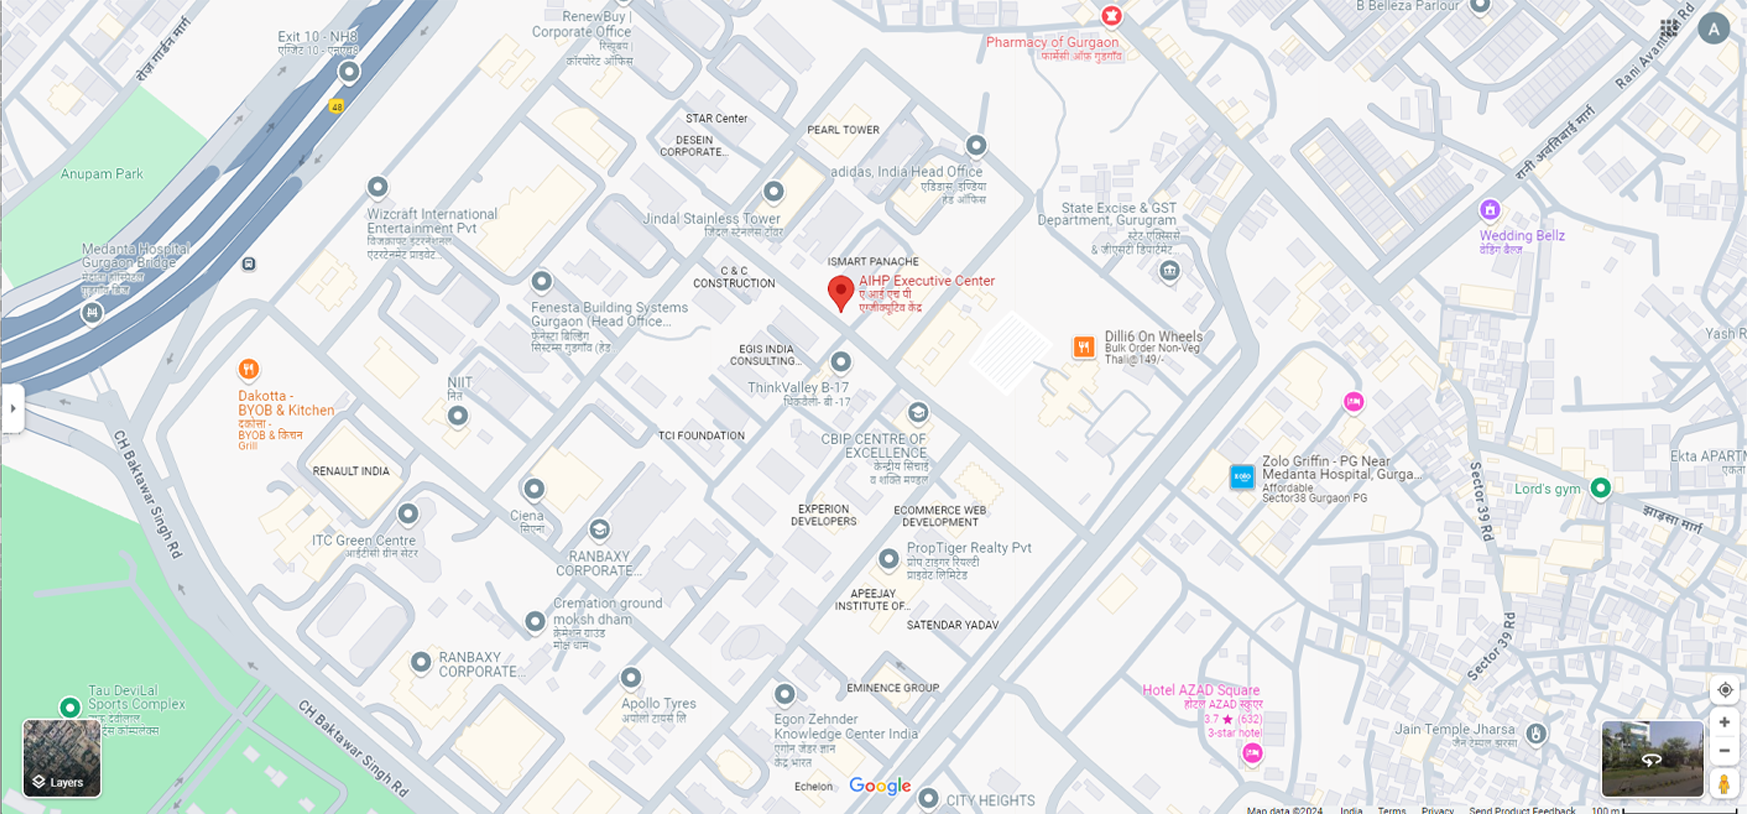 B Belleza Parlour
RenewBuy |
Corporate Office
रिन्यूबय |
कॉरपोरेट ऑफिस
Exit 10 - NH8
एग्जिट 10 - एनएच8
रोज़ गार्डन मार्ग
48
Pharmacy of Gurgaon
फार्मेसी ऑफ़ गुडगाँव
Rani Avanti
Rd
A
रानी अवंतिबाई मार्ग
STAR Center
DESEIN
CORPORATE...
PEARL TOWER
Anupam Park
adidas, India Head Office
एडिडास, इण्डिया
हेड ऑफिस
Wizcraft International
Entertainment Pvt
विजक्राफ्ट इंटरनेशनल
एंटरटेनमेंट प्राइवेट...
Jindal Stainless Tower
जिंदल स्टेनलेस टॉवर
State Excise & GST
Department, Gurugram
स्टेट एक्सिस
& जीएसटी डिपार्टमेंट...
Wedding Bellz
वेडिंग बैल्ज़
Medanta Hospital
Gurgaon Bridge
मेदांता हॉस्पिटल
गुड़गांव ब्रिज
C & C
CONSTRUCTION
ISMART PANACHE
AIHP Executive Center
ए आई एच पी
एग्जीक्यूटिव केंद्र
Fenesta Building Systems
Gurgaon (Head Office...
फेनेस्टा बिल्डिंग
सिस्टम्स गुडगाँव (हेड
EGIS INDIA
CONSULTING...
Dilli6 On Wheels
Bulk Order Non-Veg
Thali@149/-
Yash R
ThinkValley B-17
थिंकवैली- बी -17
NIIT
नित
Dakotta -
BYOB & Kitchen
दकोत्ता -
BYOB & किचन
Grill
TCI FOUNDATION
CBIP CENTRE OF
EXCELLENCE
केन्द्रीय सिंचाई
व शक्ति मण्डल
CH Baktawar Singh Rd
RENAULT INDIA
Zolo Griffin - PG Near
Medanta Hospital, Gurga...
Affordable
Sector38 Gurgaon PG
Ekta APARTM
एकता
Sector 39 Rd
Lord's gym
झाड़सा मार्ग
Ciena
सिएना
EXPERION
DEVELOPERS
ECOMMERCE WEB
DEVELOPMENT
ITC Green Centre
आईटीसी ग्रीन सेंटर
RANBAXY
CORPORATE...
PropTiger Realty Pvt
प्रोप टाइगर रियल्टी
प्राइवेट लिमिटेड
APEEJAY
INSTITUTE OF...
Cremation ground
moksh dham
क्रेमेशन ग्राउंड
मोक्ष धाम
SATENDAR YADAV
Sector 39 Rd
RANBAXY
CORPORATE...
EMINENCE GROUP
Hotel AZAD Square
होटल AZAD स्कुएर
3.7 ★ (632)
3-star hotel
Tau DeviLal
Sports Complex
Apollo Tyres
अपोलो टायर्स लि
Egon Zehnder
Knowledge Center India
एगोन जेंडर ज्ञान
केंद्र भारत
Jain Temple Jharsa
जैन टेम्पल झरसा
CH Baktawar Singh Rd
Layers
Echelon
Google
CITY HEIGHTS
Map data ©2024 India Terms Privacy Send Product Feedback 100 m